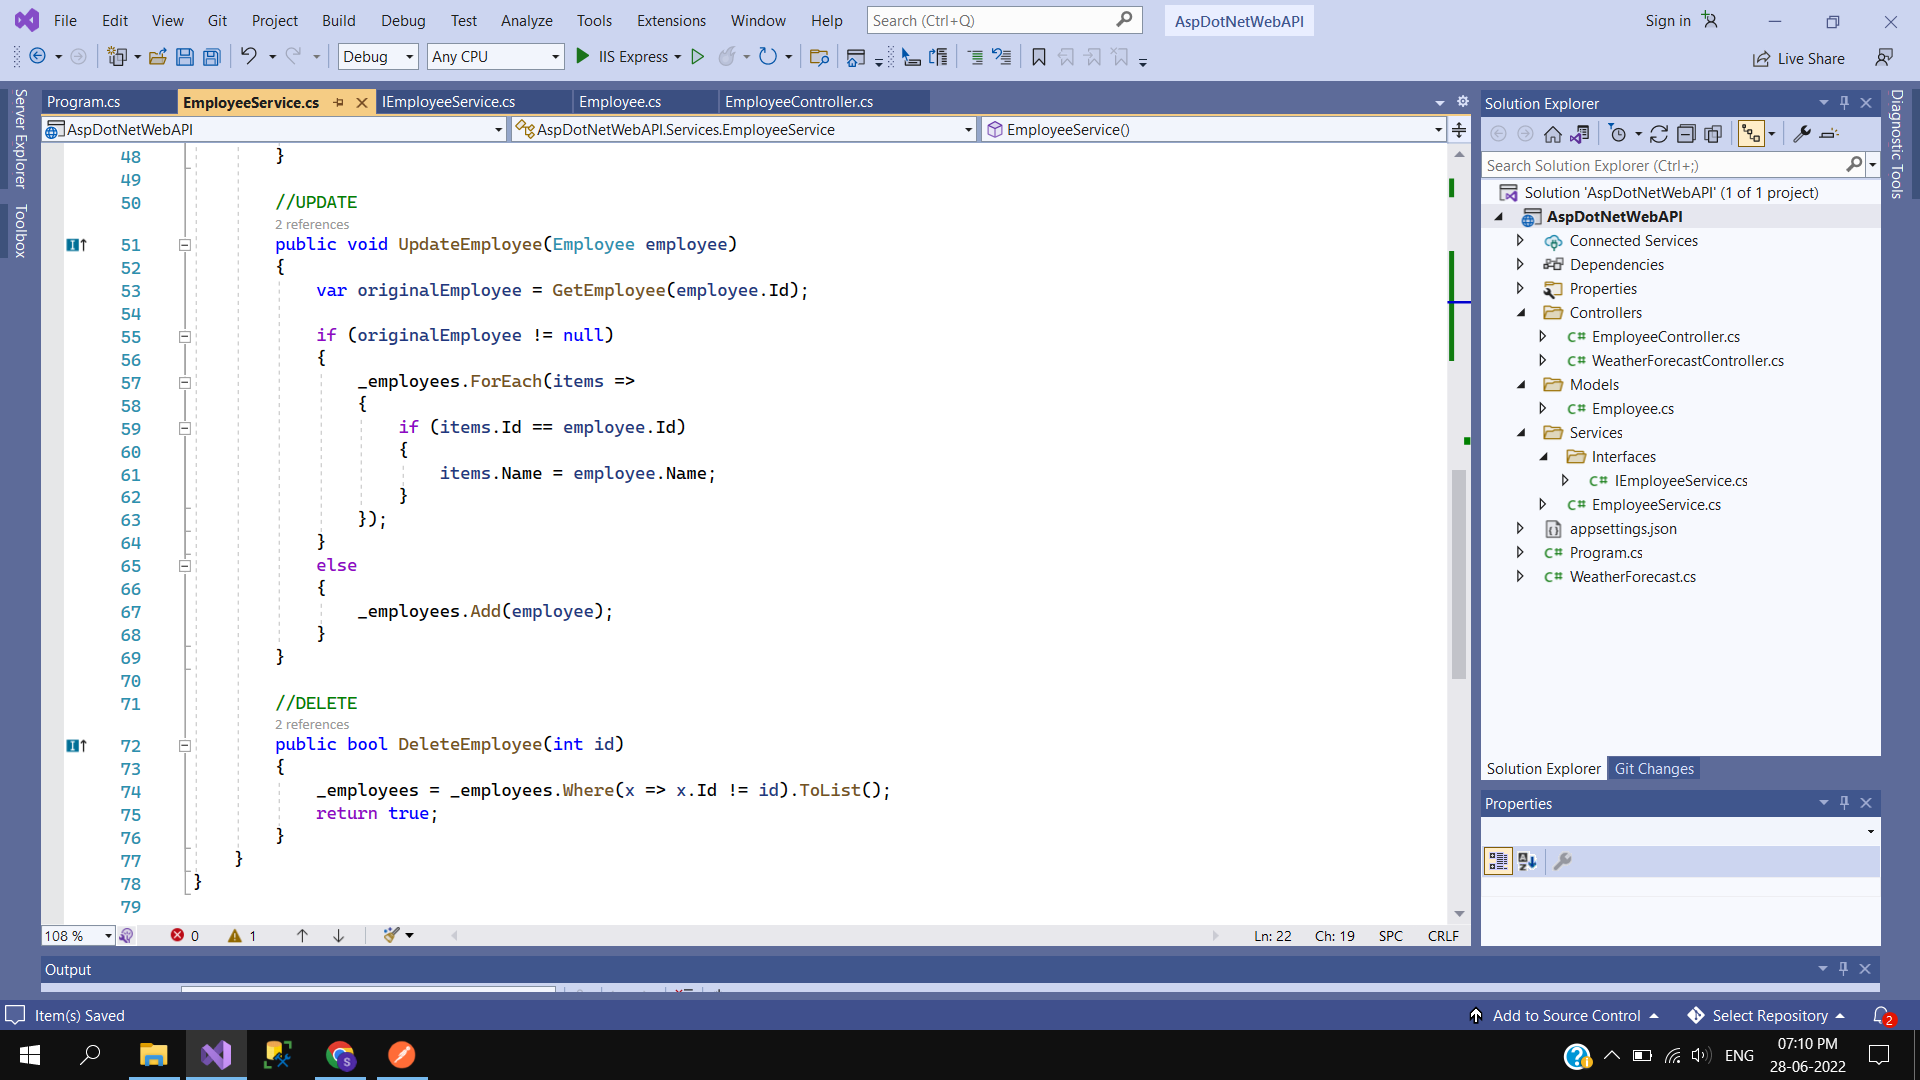 File Edit View Git Project Build Debug Test Analyze Tools Extensions Window Help Search (Ctrl+Q) AspDotNetWebAPI Sign in
Debug Any CPU IIS Express Live Share
Server Explorer
Toolbox
Program.cs EmployeeService.cs IEmployeeService.cs Employee.cs EmployeeController.cs
AspDotNetWebAPI AspDotNetWebAPI.Services.EmployeeService EmployeeService()
48 }
49
50 //UPDATE
2 references
51 public void UpdateEmployee(Employee employee)
52 {
53 var originalEmployee = GetEmployee(employee.Id);
54
55 if (originalEmployee != null)
56 {
57 _employees.ForEach(items =>
58 {
59 if (items.Id == employee.Id)
60 {
61 items.Name = employee.Name;
62 }
63 });
64 }
65 else
66 {
67 _employees.Add(employee);
68 }
69 }
70
71 //DELETE
2 references
72 public bool DeleteEmployee(int id)
73 {
74 _employees = _employees.Where(x => x.Id != id).ToList();
75 return true;
76 }
77 }
78 }
79
108 % 0 1 Ln: 22 Ch: 19 SPC CRLF
Output
Solution Explorer
Search Solution Explorer (Ctrl+;)
Solution 'AspDotNetWebAPI' (1 of 1 project)
AspDotNetWebAPI
Connected Services
Dependencies
Properties
Controllers
C# EmployeeController.cs
C# WeatherForecastController.cs
Models
C# Employee.cs
Services
Interfaces
C# IEmployeeService.cs
C# EmployeeService.cs
appsettings.json
C# Program.cs
C# WeatherForecast.cs
Solution Explorer Git Changes
Properties
Diagnostic Tools
Item(s) Saved Add to Source Control Select Repository 2
ENG 07:10 PM
28-06-2022